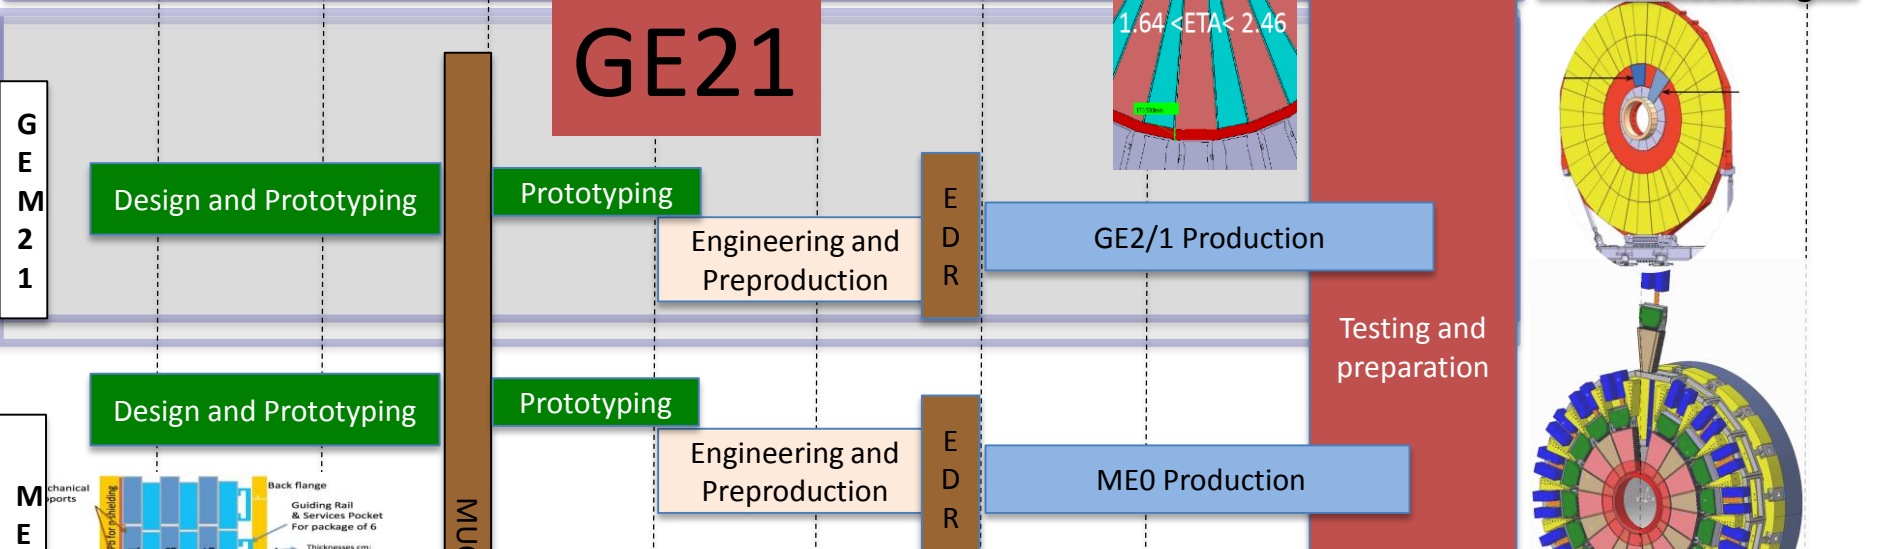 GE21
1.64 <ETA< 2.46
G
E
M
2
1
Design and Prototyping
Prototyping
Engineering and
Preproduction
E
D
R
GE2/1 Production
Testing and
preparation
Design and Prototyping
Prototyping
Engineering and
Preproduction
E
D
R
ME0 Production
M
E
Back flange
Guiding Rail
& Services Pocket
For package of 6
Thicknesses cm: